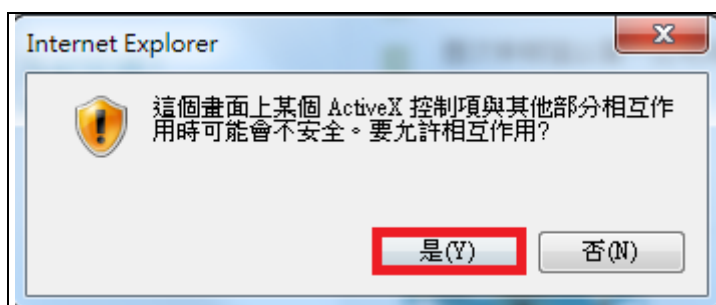 Internet Explorer
這個畫面上某個 ActiveX 控制項與其他部分相互作
用時可能會不安全。要允許相互作用?
是(Y)
否(N)